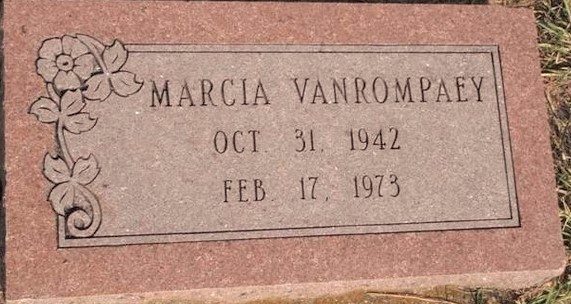 MARCIA VANROMPAEY
OCT. 31, 1942
FEB. 17, 1973